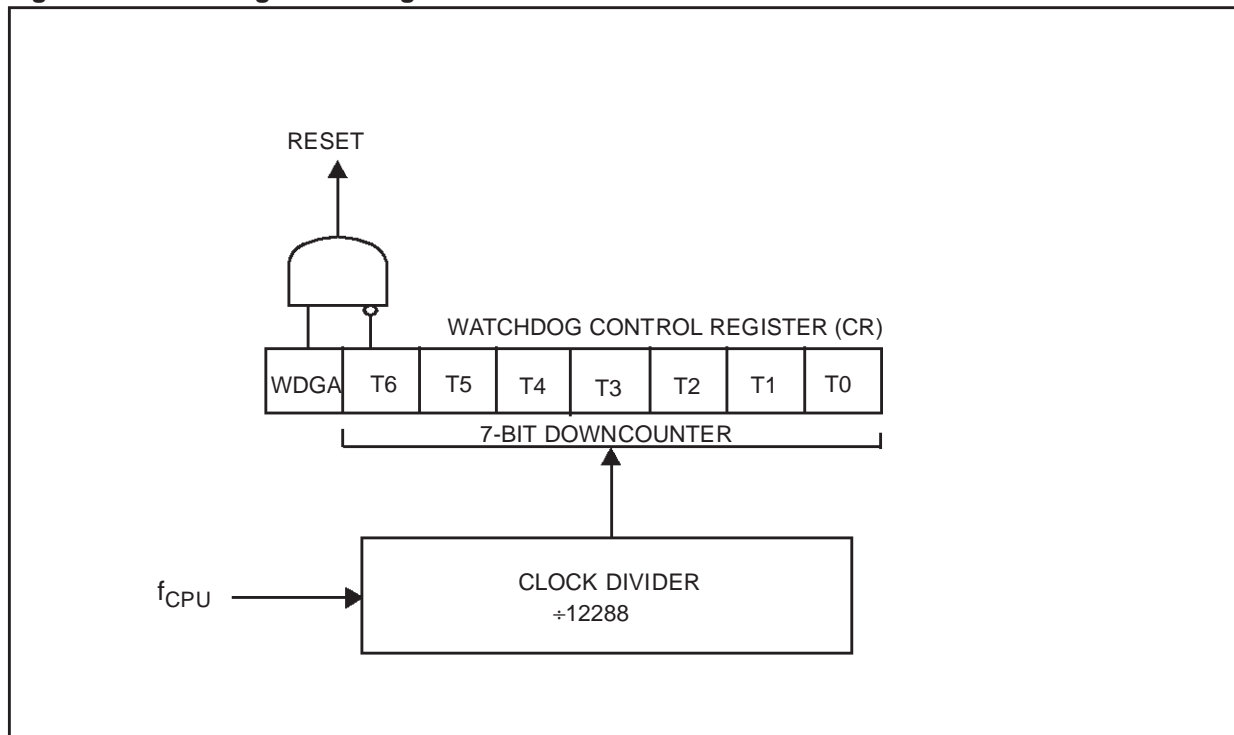 RESET
WATCHDOG CONTROL REGISTER (CR)
WDGA T6 T5 T4 T3 T2 T1 T0
7-BIT DOWNCOUNTER
fCPU
CLOCK DIVIDER
÷12288